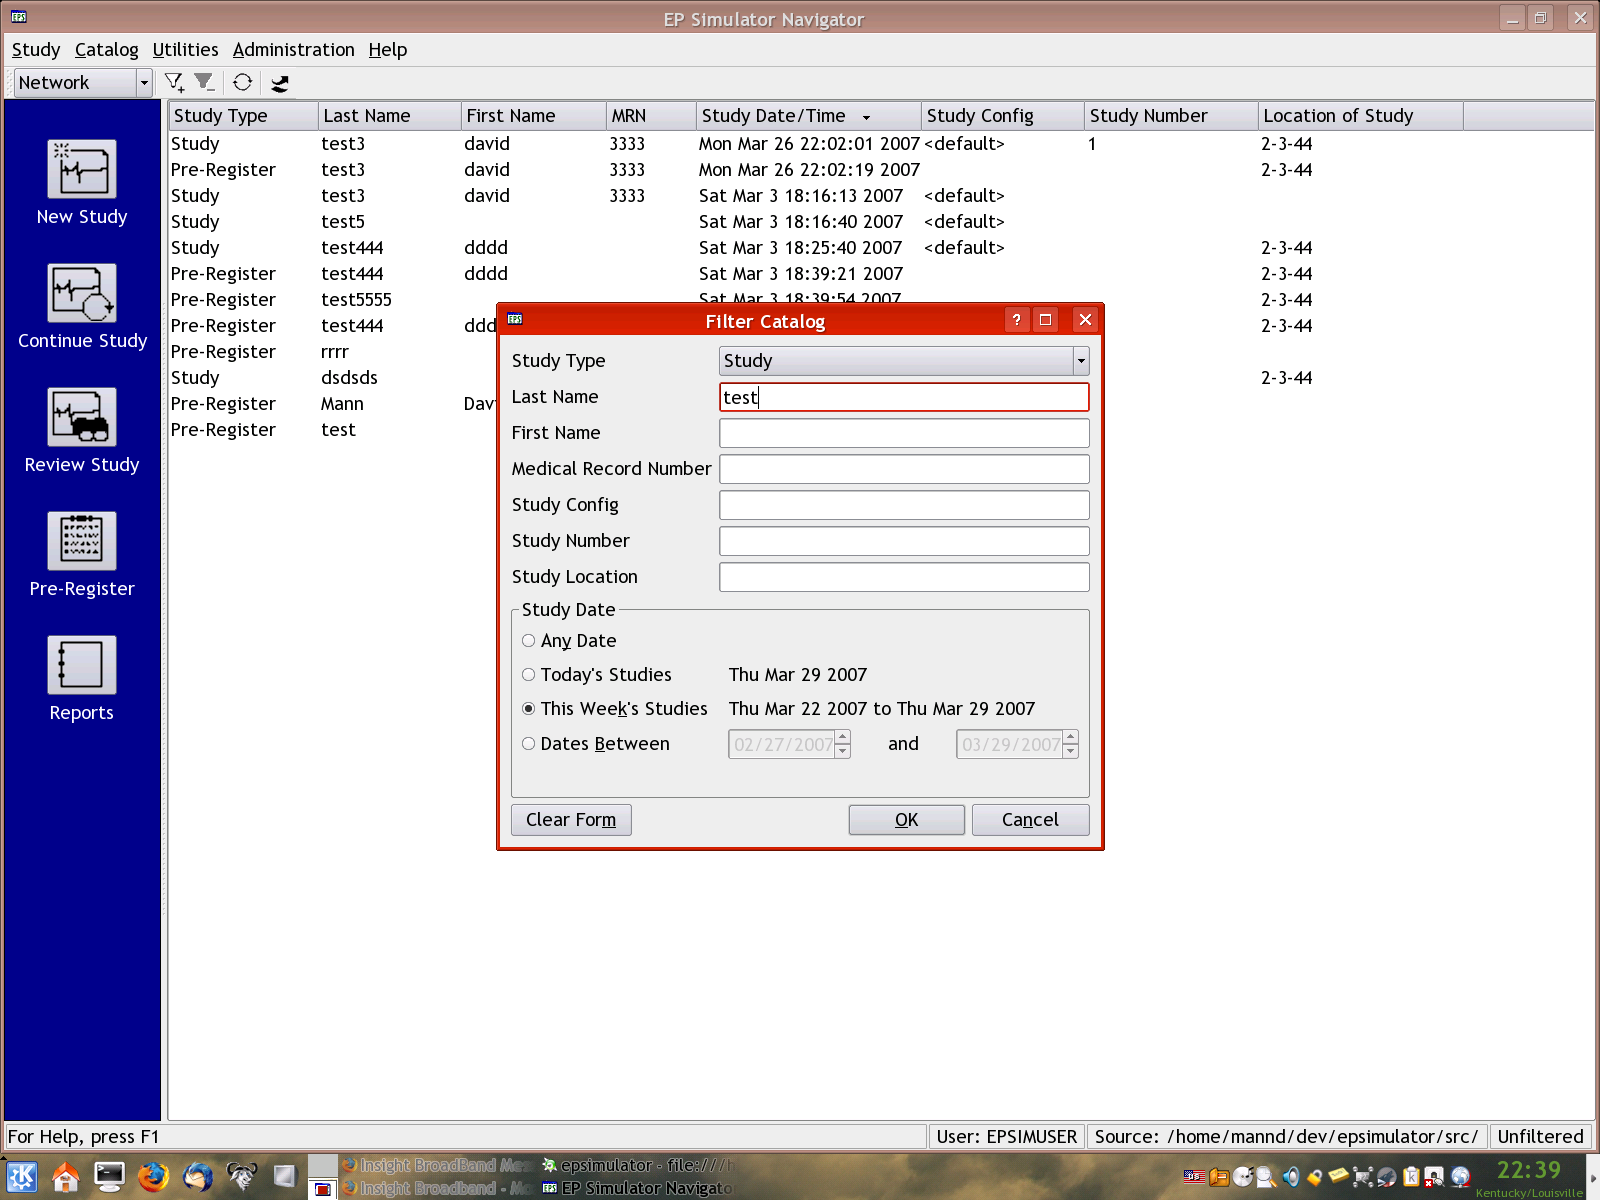 EP Simulator Navigator
Study Catalog Utilities Administration Help
Network
Study Type Last Name First Name MRN Study Date/Time Study Config Study Number Location of Study
Study test3 david 3333 Mon Mar 26 22:02:01 2007 <default> 1 2-3-44
Pre-Register test3 david 3333 Mon Mar 26 22:02:19 2007 2-3-44
Study test3 david 3333 Sat Mar 3 18:16:13 2007 <default>
Study test5 Sat Mar 3 18:16:40 2007 <default>
Study test444 dddd Sat Mar 3 18:25:40 2007 <default> 2-3-44
Pre-Register test444 dddd Sat Mar 3 18:39:21 2007 2-3-44
Pre-Register test5555 Sat Mar 3 18:39:54 2007 2-3-44
Pre-Register test444 ddd 2-3-44
Pre-Register rrrr
Study dsdsds 2-3-44
Pre-Register Mann Dav
Pre-Register test
New Study
Continue Study
Review Study
Pre-Register
Reports
EPS Filter Catalog ?
Study Type Study
Last Name test
First Name
Medical Record Number
Study Config
Study Number
Study Location
Study Date
Any Date
Today's Studies Thu Mar 29 2007
This Week's Studies Thu Mar 22 2007 to Thu Mar 29 2007
Dates Between 02/27/2007 and 03/29/2007
Clear Form OK Cancel
For Help, press F1 User: EPSIMUSER Source: /home/mannd/dev/epsimulator/src/ Unfiltered
Insight BroadBand epsimulator - file:///
Insight Broadband - EP Simulator Navigator
22:39
Kentucky/Louisville